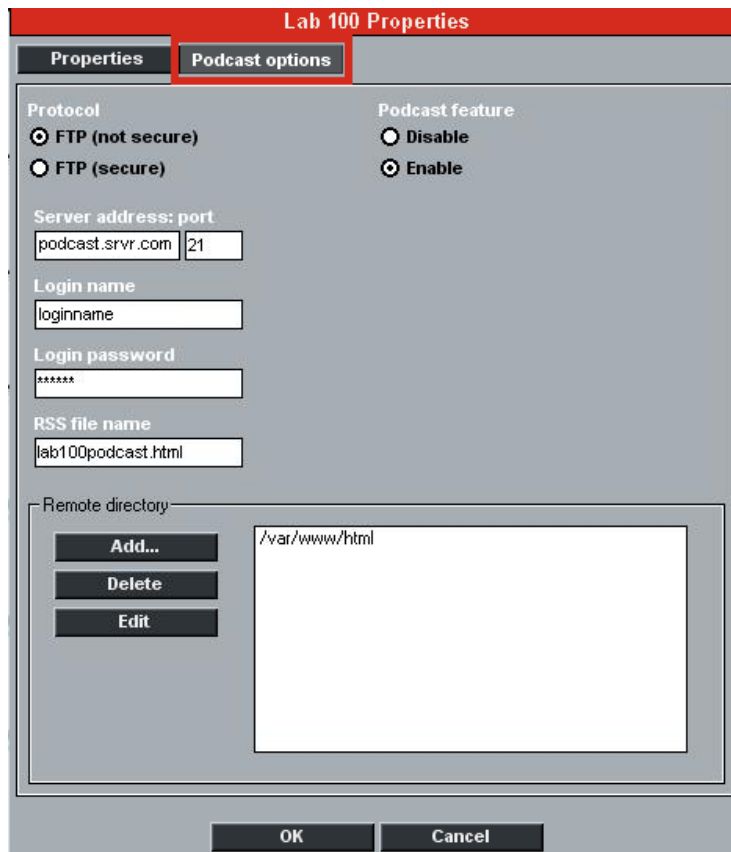 Lab 100 Properties
Properties
Podcast options
Protocol
FTP (not secure)
FTP (secure)
Podcast feature
Disable
Enable
Server address: port
podcast.srvr.com
21
Login name
loginname
Login password
******
RSS file name
lab100podcast.html
Remote directory
Add...
Delete
Edit
/var/www/html
OK
Cancel